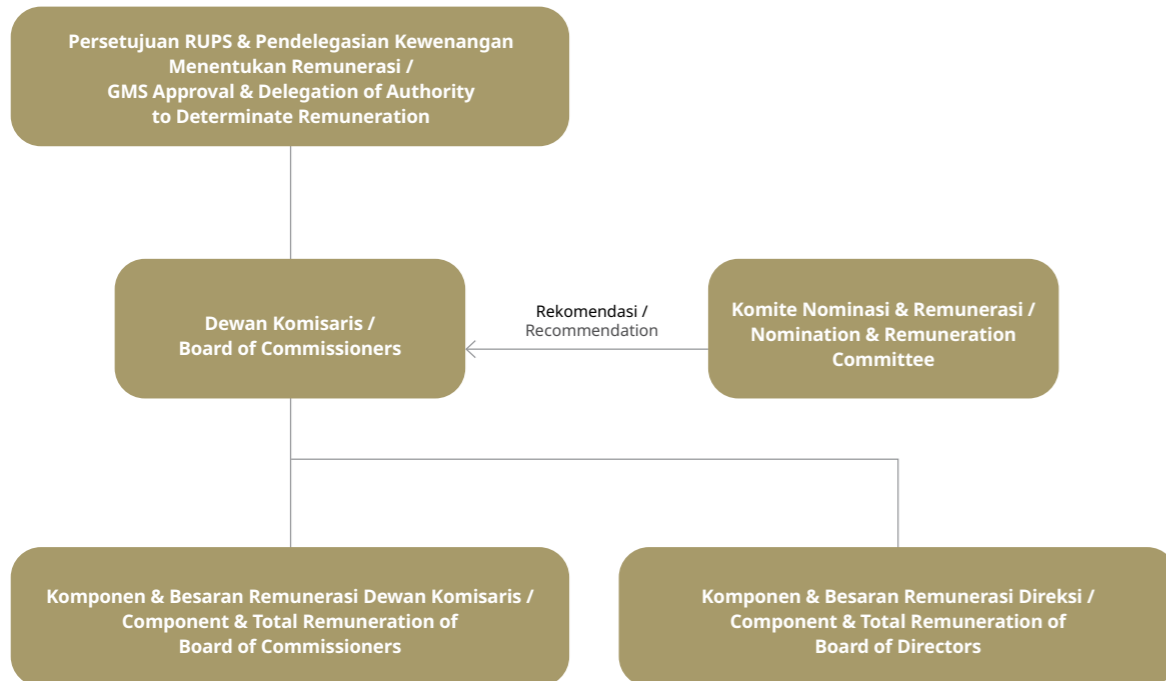 Persetujuan RUPS & Pendelegasian Kewenangan
Menentukan Remunerasi /
GMS Approval & Delegation of Authority
to Determinate Remuneration
Dewan Komisaris /
Board of Commissioners
Rekomendasi /
Recommendation
Komite Nominasi & Remunerasi /
Nomination & Remuneration
Committee
Komponen & Besaran Remunerasi Dewan Komisaris /
Component & Total Remuneration of
Board of Commissioners
Komponen & Besaran Remunerasi Direksi /
Component & Total Remuneration of
Board of Directors